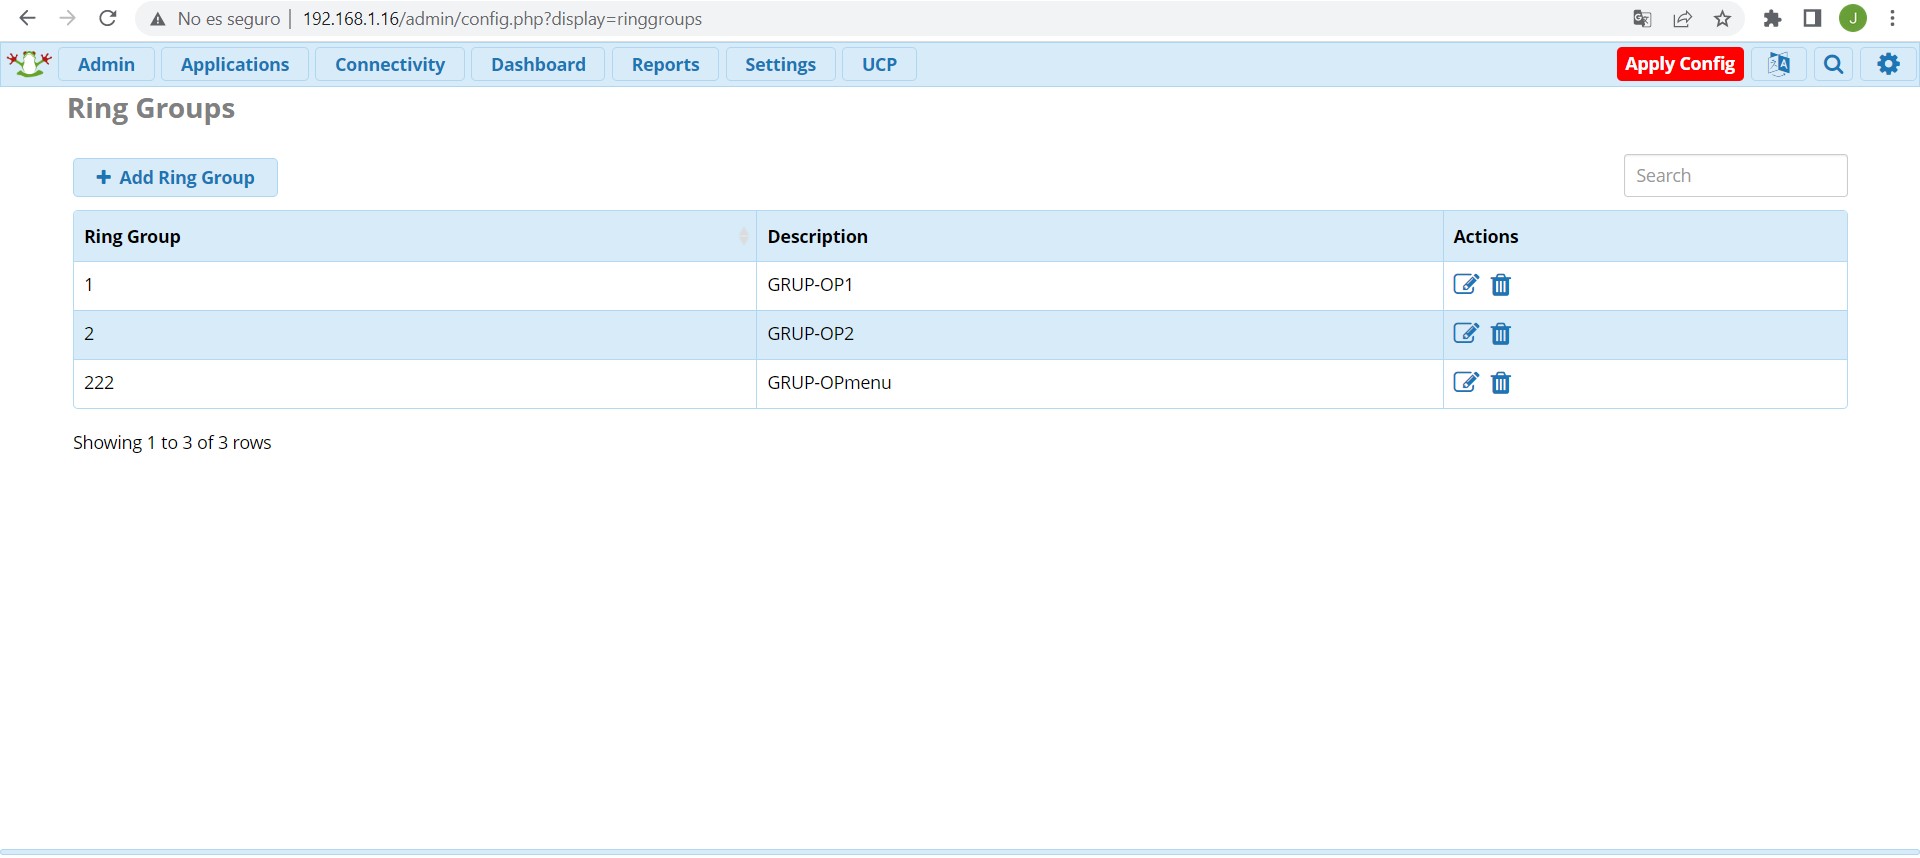 No es seguro | 192.168.1.16/admin/config.php?display=ringgroups J
Admin Applications Connectivity Dashboard Reports Settings UCP Apply Config
Ring Groups
+ Add Ring Group Search
Ring Group Description Actions
1 GRUP-OP1
2 GRUP-OP2
222 GRUP-OPmenu
Showing 1 to 3 of 3 rows